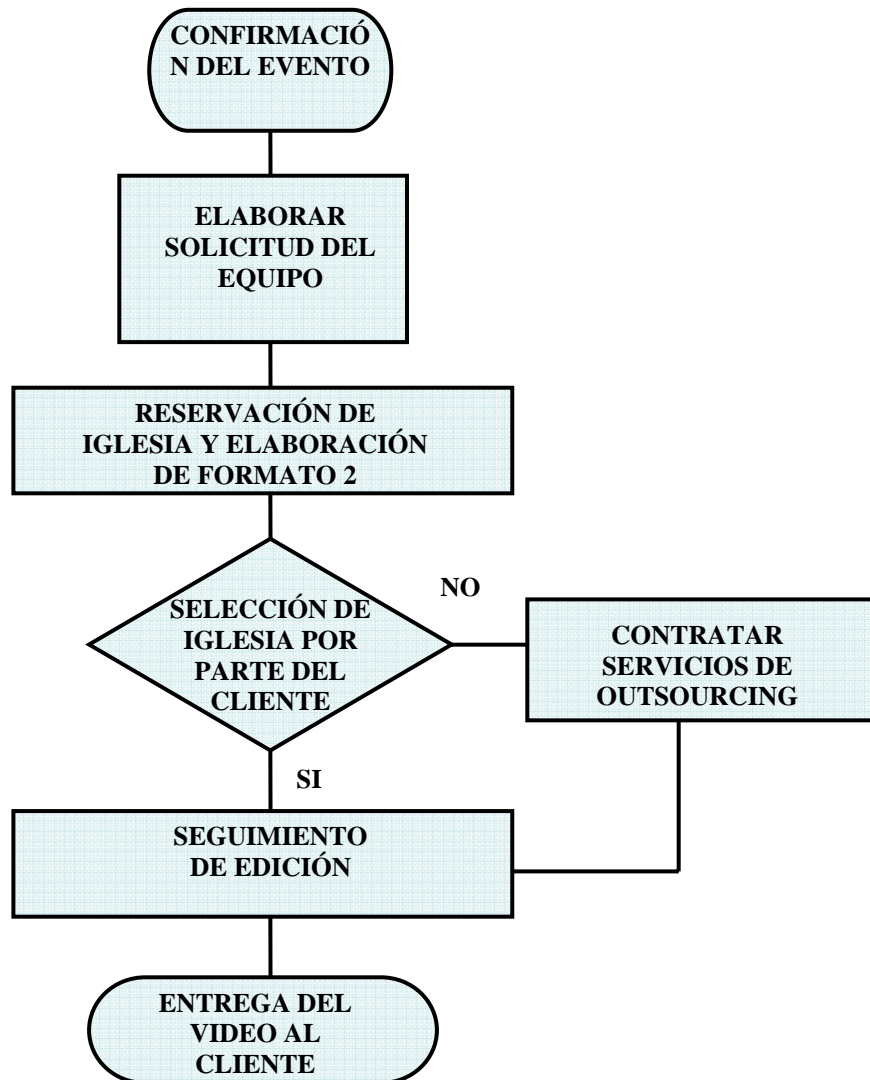 CONFIRMACIÓ
N DEL EVENTO
ELABORAR
SOLICITUD DEL
EQUIPO
RESERVACIÓN DE
IGLESIA Y ELABORACIÓN
DE FORMATO 2
SELECCIÓN DE
IGLESIA POR
PARTE DEL
CLIENTE
NO
CONTRATAR
SERVICIOS DE
OUTSOURCING
SI
SEGUIMIENTO
DE EDICIÓN
ENTREGA DEL
VIDEO AL
CLIENTE